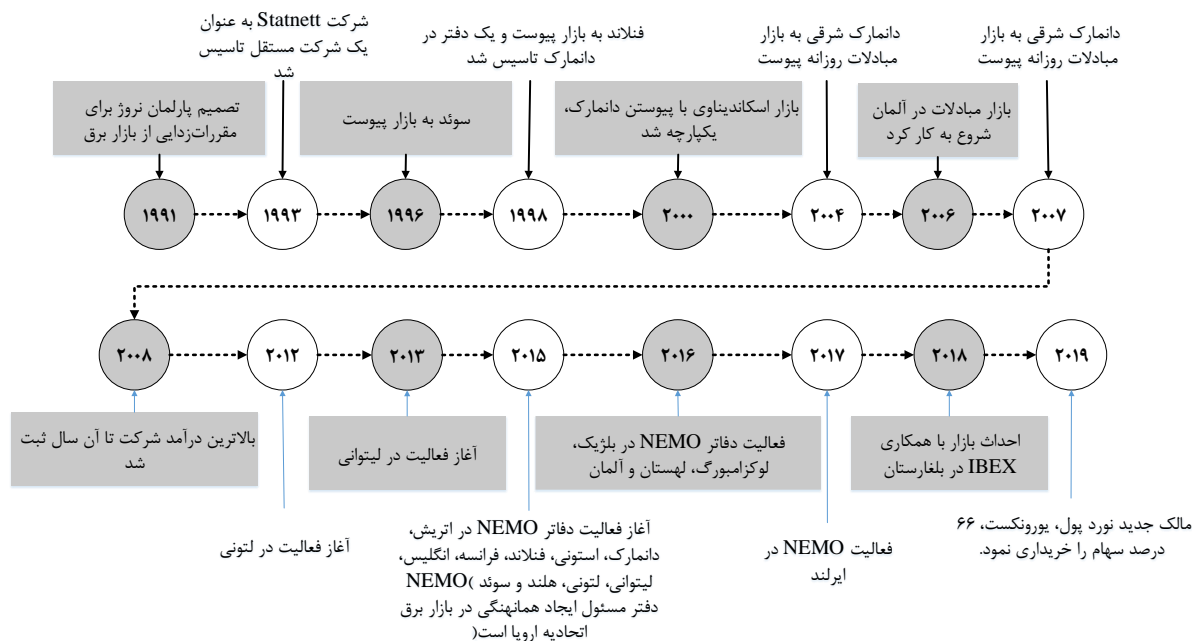 شرکت Statnett به عنوان
یک شرکت مستقل تاسیس
شد
فنلاند به بازار پیوست و یک دفتر در
دانمارک تاسیس شد
دانمارک شرقی به بازار
مبادلات روزانه پیوست
دانمارک شرقی به بازار
مبادلات روزانه پیوست
تصمیم پارلمان نروژ برای
مقررات‌زدایی از بازار برق
سوئد به بازار پیوست
بازار اسکاندیناوی با پیوستن دانمارک،
یکپارچه شد
بازار مبادلات در آلمان
شروع به کار کرد
۱۹۹۱
۱۹۹۳
۱۹۹۶
۱۹۹۸
۲۰۰۰
۲۰۰۴
۲۰۰۶
۲۰۰۷
۲۰۰۸
۲۰۱۲
۲۰۱۳
۲۰۱۵
۲۰۱۶
۲۰۱۷
۲۰۱۸
۲۰۱۹
بالاترین درآمد شرکت تا آن سال ثبت
شد
آغاز فعالیت در لیتوانی
فعالیت دفاتر NEMO در بلژیک،
لوکزامبورگ، لهستان و آلمان
احداث بازار با همکاری
IBEX در بلغارستان
آغاز فعالیت در لتونی
آغاز فعالیت دفاتر NEMO در اتریش،
دانمارک، استونی، فنلاند، فرانسه، انگلیس،
لیتوانی، لتونی، هلند و سوئد )NEMO
دفتر مسئول ایجاد همانهنگی در بازار برق
اتحادیه اروپا است(
فعالیت NEMO در
ایرلند
مالک جدید نورد پول، یورونکست، ۶۶
درصد سهام را خریداری نمود.